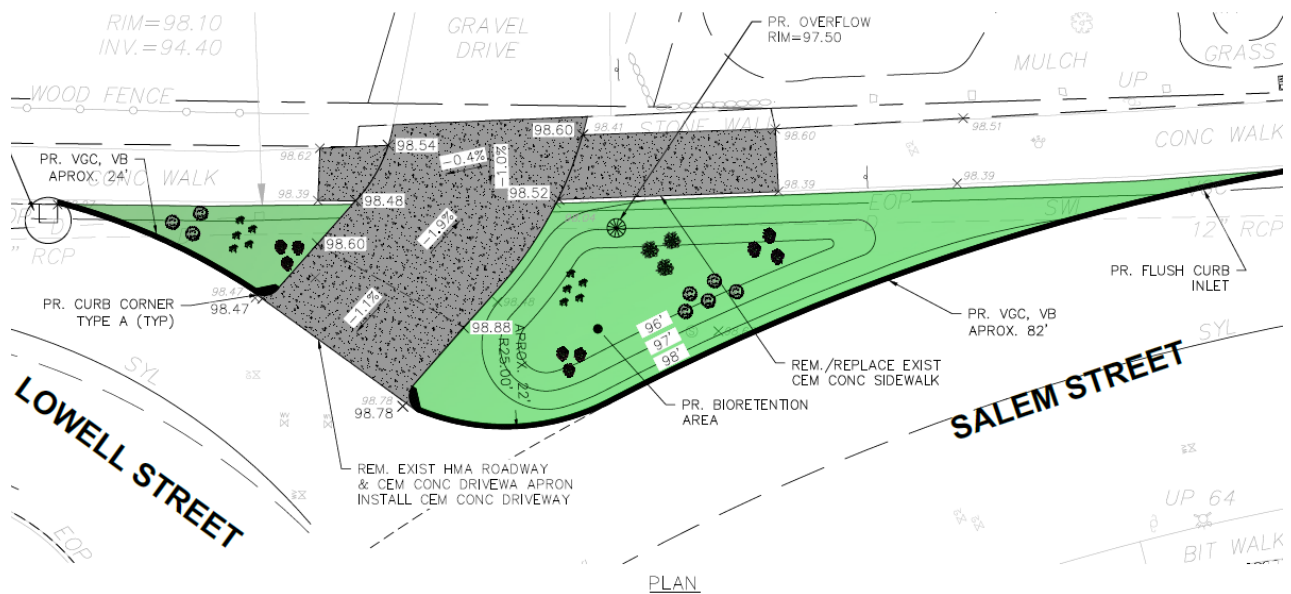 RIM=98.10
INV.=94.40
GRAVEL
DRIVE
PR. OVERFLOW
RIM=97.50
MULCH
UP
GRASS
WOOD FENCE
STONE WALL
98.60
98.41
98.60
98.51
CONC WALK
98.62
98.54
-0.4%
-1.0%
PR. VGC, VB
APROX. 24'
CONC WALK
98.39
98.48
98.52
98.39
98.39
EOP
SWL
12" RCP
" RCP
98.60
-1.9%
PR. FLUSH CURB
INLET
PR. CURB CORNER
TYPE A (TYP)
98.47
98.47
-1.1%
98.88
APROX. 22'
R25.00'
96'
97'
98'
PR. VGC, VB
APROX. 82'
SYL
SYL
REM./REPLACE EXIST
CEM CONC SIDEWALK
98.78
98.78
PR. BIORETENTION
AREA
LOWELL STREET
SALEM STREET
REM. EXIST HMA ROADWAY
& CEM CONC DRIVEWA APRON
INSTALL CEM CONC DRIVEWAY
UP 64
EOP
BIT WALK
PLAN